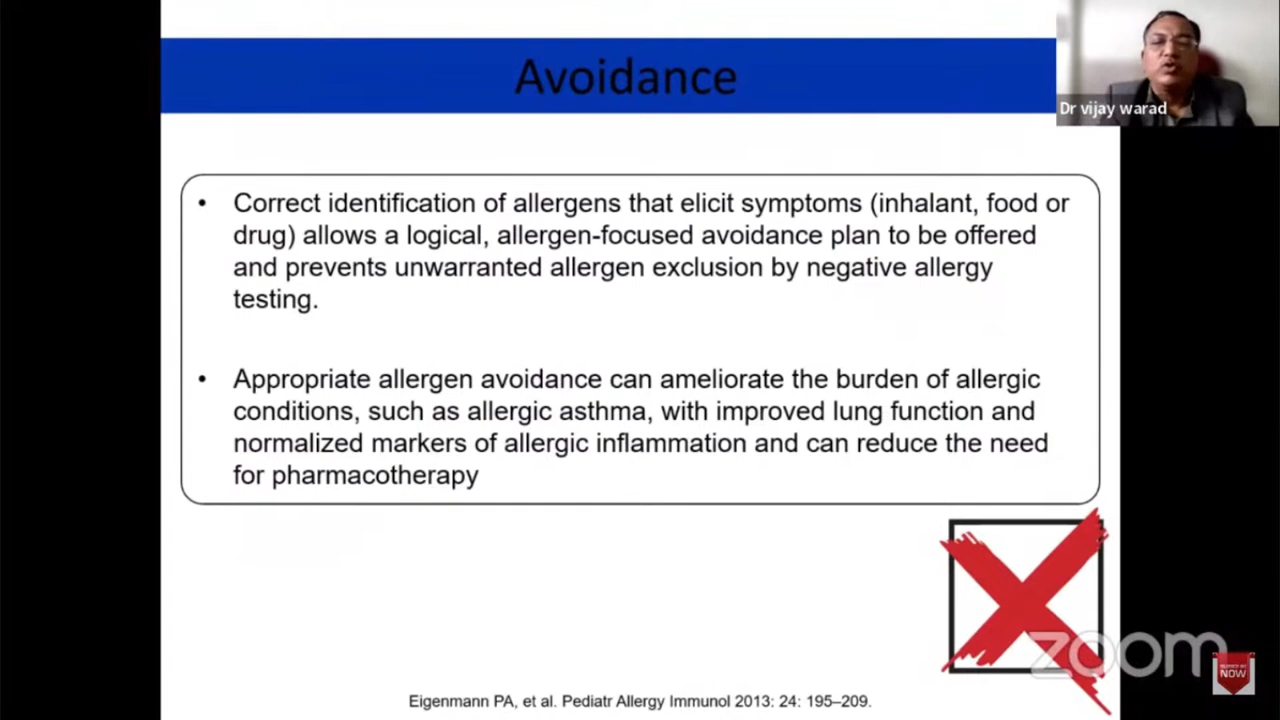 Avoidance
Dr vijay warad
• Correct identification of allergens that elicit symptoms (inhalant, food or
drug) allows a logical, allergen-focused avoidance plan to be offered
and prevents unwarranted allergen exclusion by negative allergy
testing.
• Appropriate allergen avoidance can ameliorate the burden of allergic
conditions, such as allergic asthma, with improved lung function and
normalized markers of allergic inflammation and can reduce the need
for pharmacotherapy
zoom
NOW
Eigenmann PA, et al. Pediatr Allergy Immunol 2013: 24: 195–209.